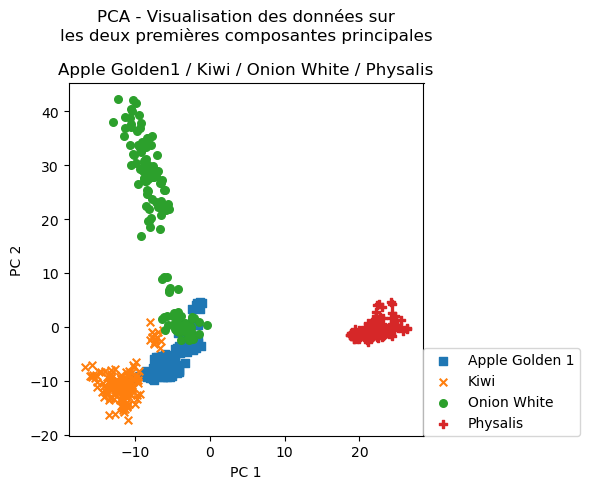 PCA - Visualisation des données sur
les deux premières composantes principales
Apple Golden1 / Kiwi / Onion White / Physalis
40
30
20
10
0
−10
−20
PC 2
−10
0
10
20
PC 1
Apple Golden 1
Kiwi
Onion White
Physalis